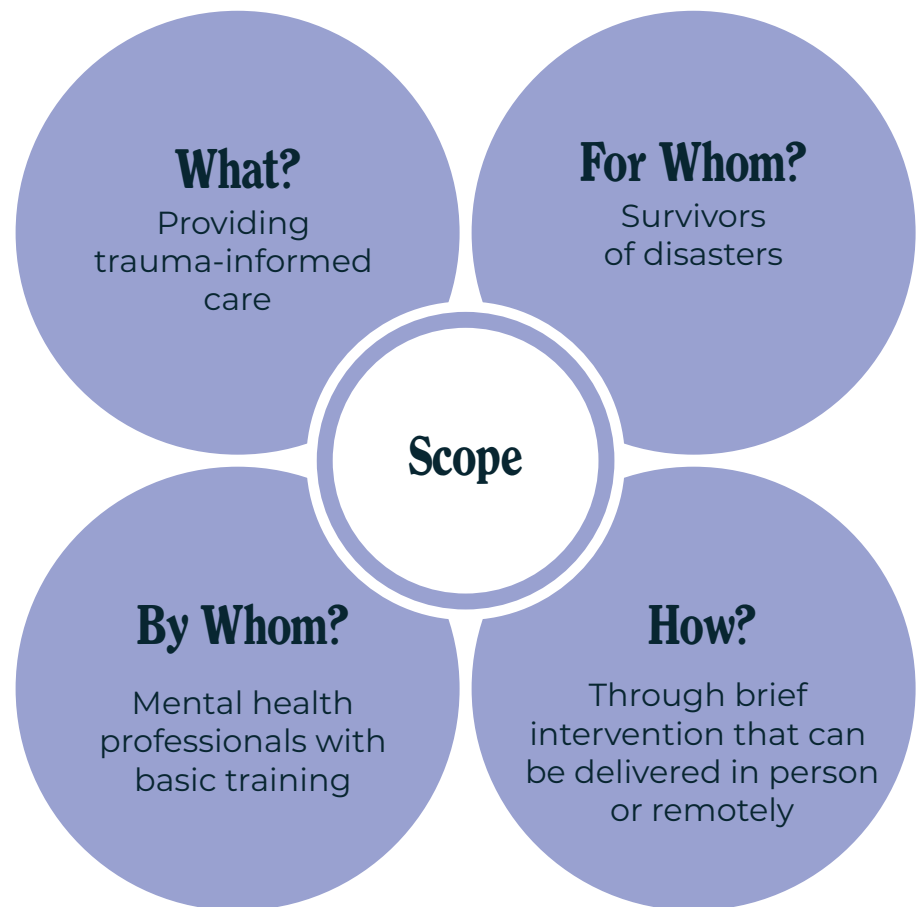 What?
Providing
trauma-informed
care
For Whom?
Survivors
of disasters
Scope
By Whom?
Mental health
professionals with
basic training
How?
Through brief
intervention that can
be delivered in person
or remotely